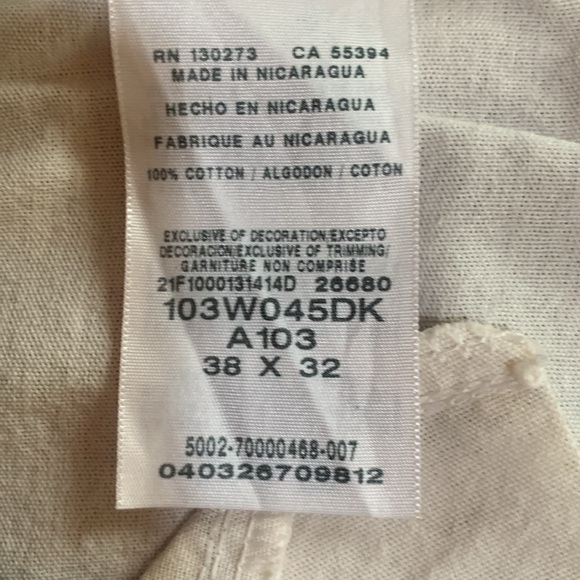 RN 130273 CA 55394
MADE IN NICARAGUA
HECHO EN NICARAGUA
FABRIQUE AU NICARAGUA
100% COTTON / ALGODON / COTON
EXCLUSIVE OF DECORATION/EXCEPTO
DECORACION/EXCLUSIVE OF TRIMMING/
GARNITURE NON COMPRISE
21F1000131414D 26680
103W045DK
A103
38 X 32
5002-70000468-007
040326709812